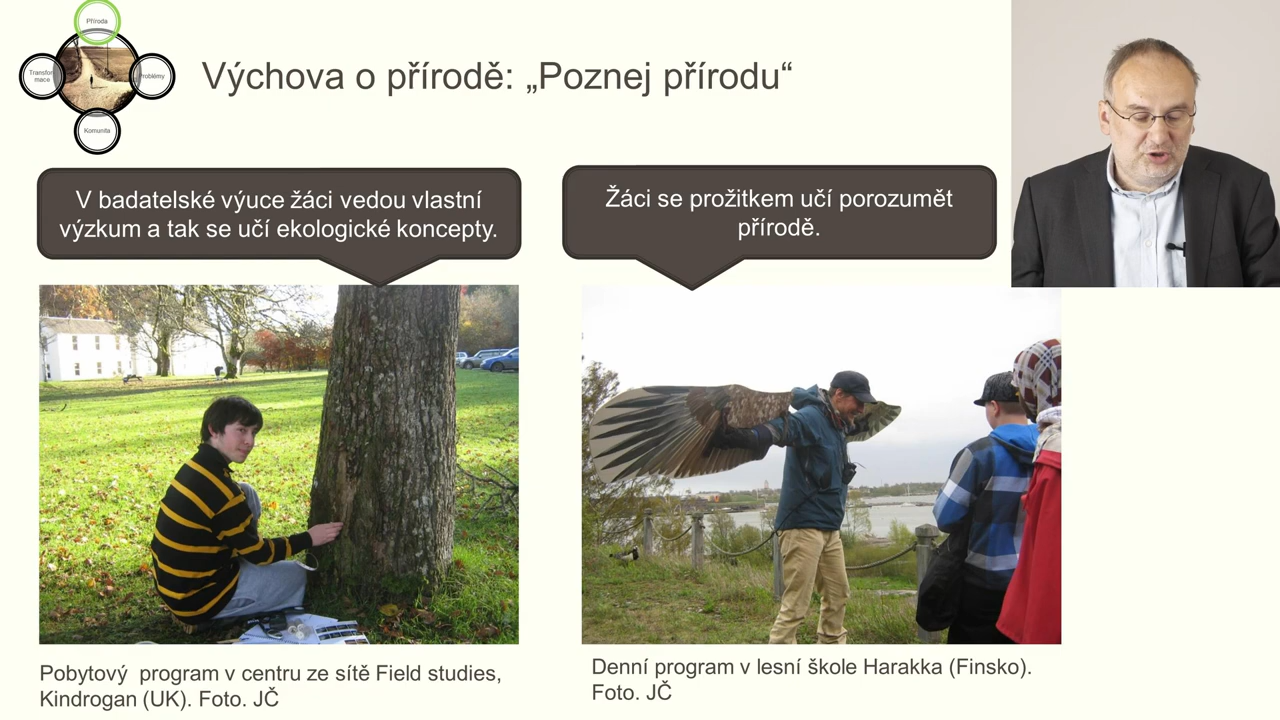 Příroda
Transfor
mace
Problémy
Komunita
Výchova o přírodě: „Poznej přírodu“
V badatelské výuce žáci vedou vlastní
výzkum a tak se učí ekologické koncepty.
Žáci se prožitkem učí porozumět
přírodě.
Pobytový program v centru ze sítě Field studies,
Kindrogan (UK). Foto. JČ
Denní program v lesní škole Harakka (Finsko).
Foto. JČ